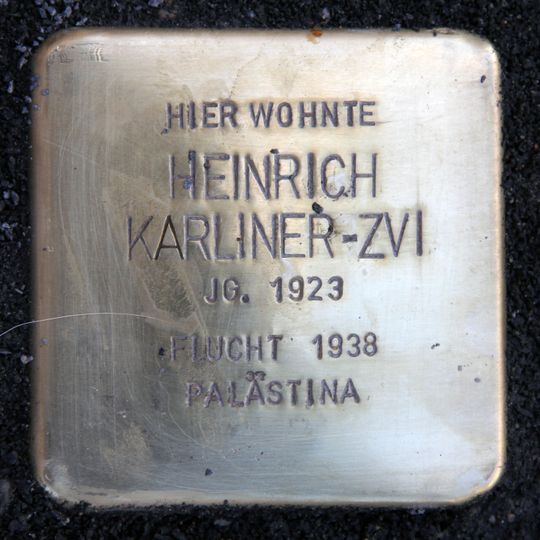 HIER WOHNTE
HEINRICH
KARLINER-ZVI
JG. 1923
FLUCHT 1938
PALÄSTINA